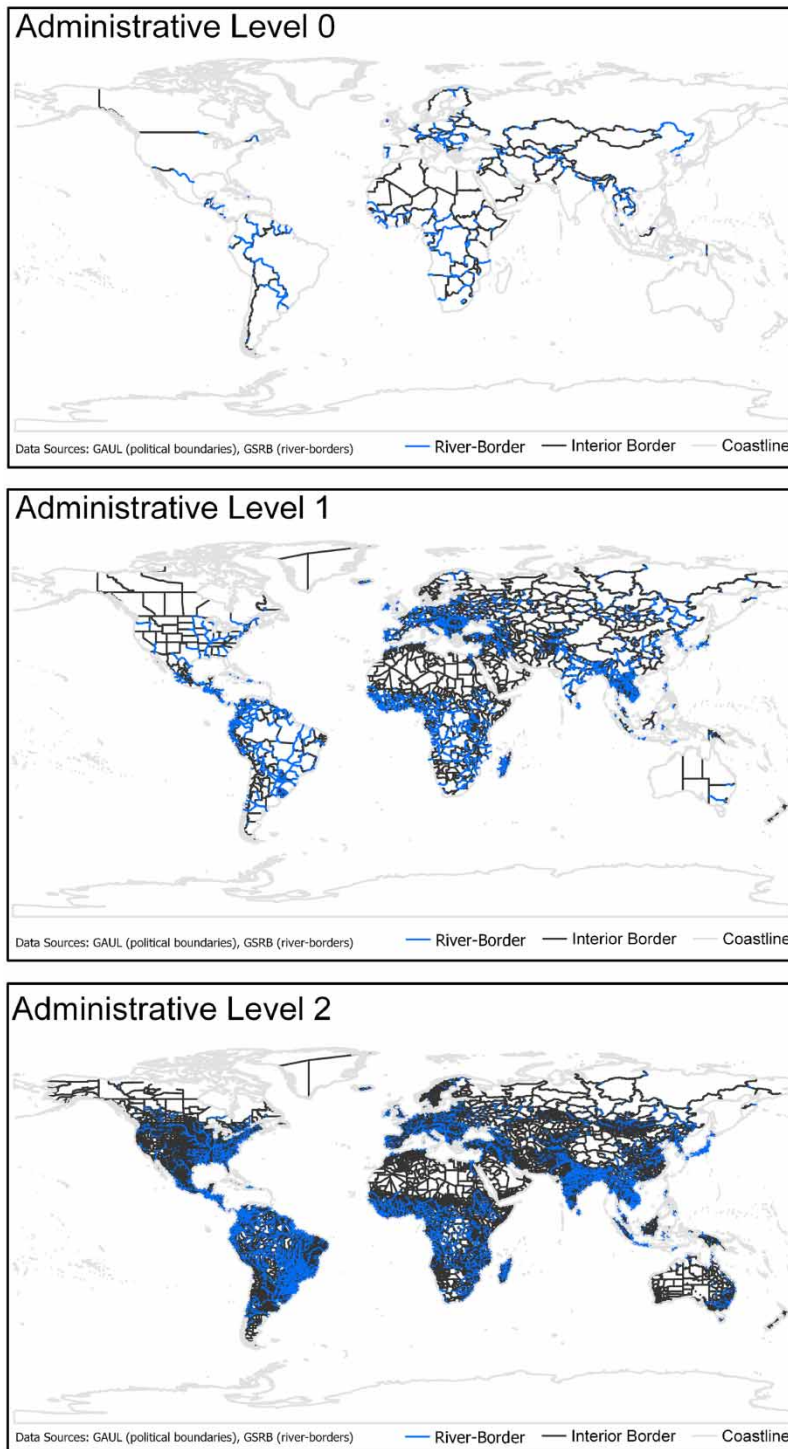 Administrative Level 0
Data Sources: GAUL (political boundaries), GSRB (river-borders) River-Border Interior Border Coastline
Administrative Level 1
Data Sources: GAUL (political boundaries), GSRB (river-borders) River-Border Interior Border Coastline
Administrative Level 2
Data Sources: GAUL (political boundaries), GSRB (river-borders) River-Border Interior Border Coastline